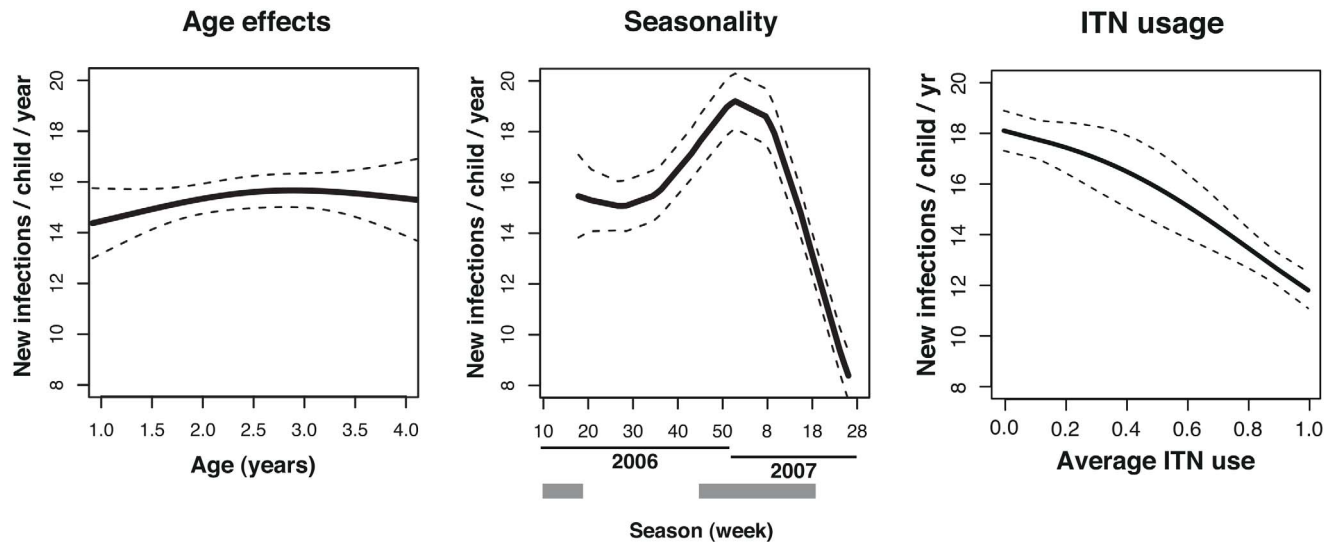 Age effects
New infections / child / year
20
18
16
14
12
10
8
1.0 1.5 2.0 2.5 3.0 3.5 4.0
Age (years)
Seasonality
New infections / child / year
20
18
16
14
12
10
8
10 20 30 40 50 8 18 28
2006 2007
Season (week)
ITN usage
New infections / child / yr
20
18
16
14
12
10
8
0.0 0.2 0.4 0.6 0.8 1.0
Average ITN use